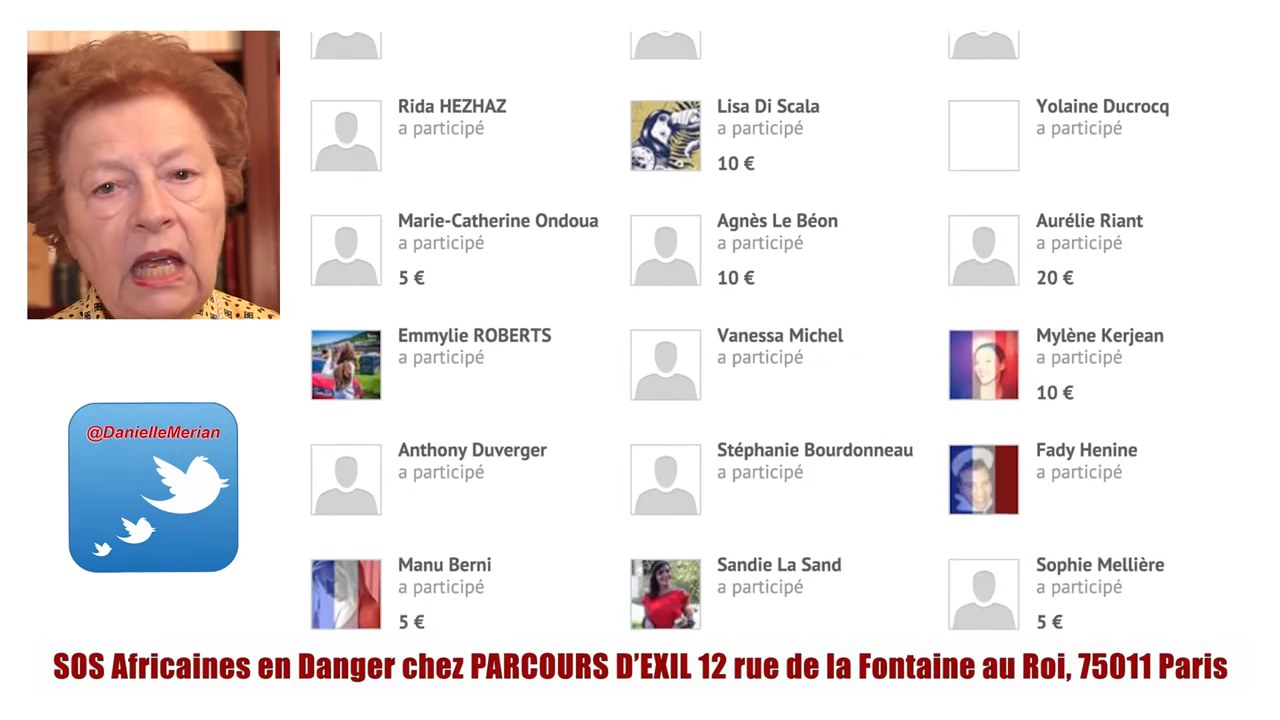 Rida HEZHAZ
a participé
Lisa Di Scala
a participé
10 €
Yolaine Ducrocq
a participé
Marie-Catherine Ondoua
a participé
5 €
Agnès Le Béon
a participé
10 €
Aurélie Riant
a participé
20 €
Emmylie ROBERTS
a participé
Vanessa Michel
a participé
Mylène Kerjean
a participé
10 €
@DanielleMerian
Anthony Duverger
a participé
Stéphanie Bourdonneau
a participé
Fady Henine
a participé
Manu Berni
a participé
5 €
Sandie La Sand
a participé
Sophie Mellière
a participé
5 €
SOS Africaines en Danger chez PARCOURS D'EXIL 12 rue de la Fontaine au Roi, 75011 Paris